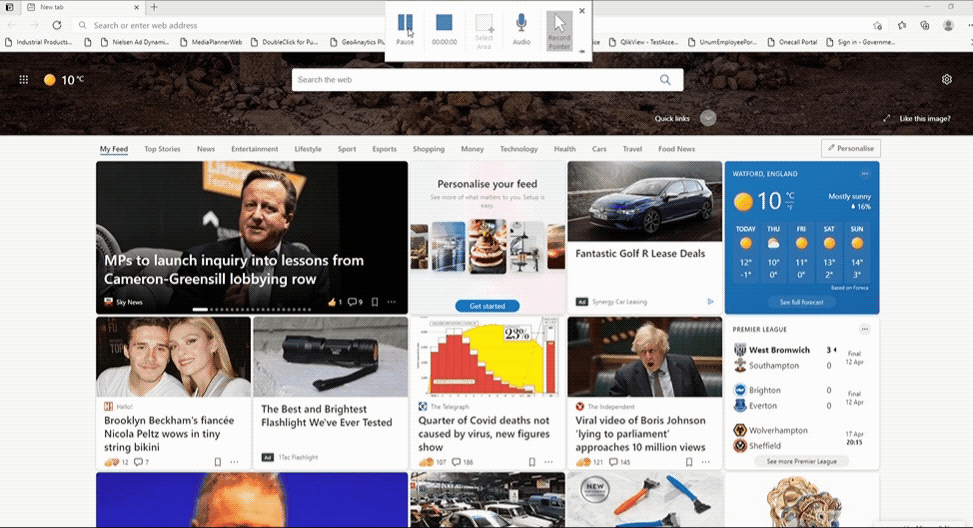 New tab
Search or enter web address
Pause
00:00:00
Select
Area
Audio
Record
Pointer
Industrial Products...
Nielsen Ad Dynami...
MediaPlannerWeb
DoubleClick for Pu...
GeoAnaytics Plu
ce
QlikView - TestAcce...
UnumEmployeePor...
Onecall Portal
Sign in - Governme...
10 °C
Search the web
Quick links
Like this image?
My Feed
Top Stories
News
Entertainment
Lifestyle
Sport
Esports
Shopping
Money
Technology
Health
Cars
Travel
Food News
Personalise
MPs to launch inquiry into lessons from
Cameron-Greensill lobbying row
Sky News
1
9
Personalise your feed
See more of what matters to you. Setup is
easy.
Get started
Fantastic Golf R Lease Deals
Ad
Synergy Car Leasing
WATFORD, ENGLAND
10 °C
°F
Mostly sunny
16%
TODAY
THU
FRI
SAT
SUN
12°
10°
11°
13°
14°
-1°
0°
0°
2°
3°
Based on Foreca
See full forecast
Hello!
Brooklyn Beckham's fiancée
Nicola Peltz wows in tiny
string bikini
12
7
The Best and Brightest
Flashlight We've Ever Tested
Ad
1Tac Flashlight
23%
The Telegraph
Quarter of Covid deaths not
caused by virus, new figures
show
107
186
The Independent
Viral video of Boris Johnson
'lying to parliament'
approaches 10 million views
121
145
PREMIER LEAGUE
West Bromwich 3
Southampton 0
Final
12 Apr
Brighton 0
Everton 0
Final
12 Apr
Wolverhampton
Sheffield
17 Apr
20:15
See more Premier League
NEW